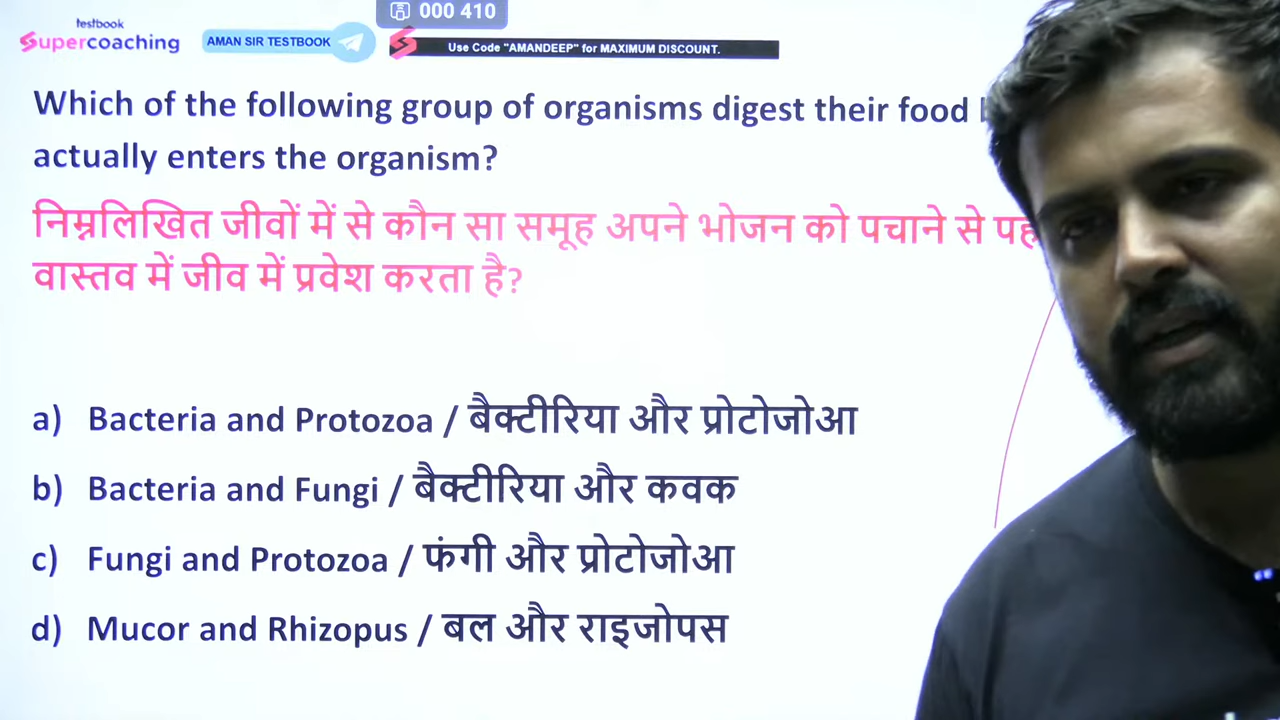 testbook
Supercoaching
AMAN SIR TESTBOOK
000 410
Use Code "AMANDEEP" for MAXIMUM DISCOUNT.
Which of the following group of organisms digest their food
actually enters the organism?
निम्नलिखित जीवों में से कौन सा समूह अपने भोजन को पचाने से पह
वास्तव में जीव में प्रवेश करता है?
a) Bacteria and Protozoa / बैक्टीरिया और प्रोटोजोआ
b) Bacteria and Fungi / बैक्टीरिया और कवक
c) Fungi and Protozoa / फंगी और प्रोटोजोआ
d) Mucor and Rhizopus / बल और राइजोपस